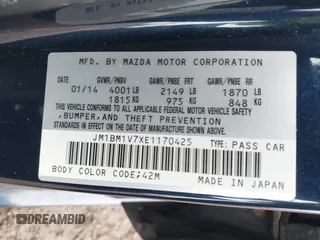 MFD. BY MAZDA MOTOR CORPORATION
01/14 GVWR/PNBV 4001 LB 1815 KG GAWR/PNBE FRT 2149 LB 975 KG GAWR/PNBE RR 1870 LB 848 KG
THIS VEHICLE CONFORMS TO ALL APPLICABLE FEDERAL MOTOR VEHICLE SAFETY,
BUMPER, AND THEFT PREVENTION
STANDARDS IN EFFECT ON THE DATE OF MANUFACTURE SHOWN ABOVE.
JM1BM1V7XE1170425 TYPE: PASS CAR
BODY COLOR CODE;42M MADE IN JAPAN
DREAMBID